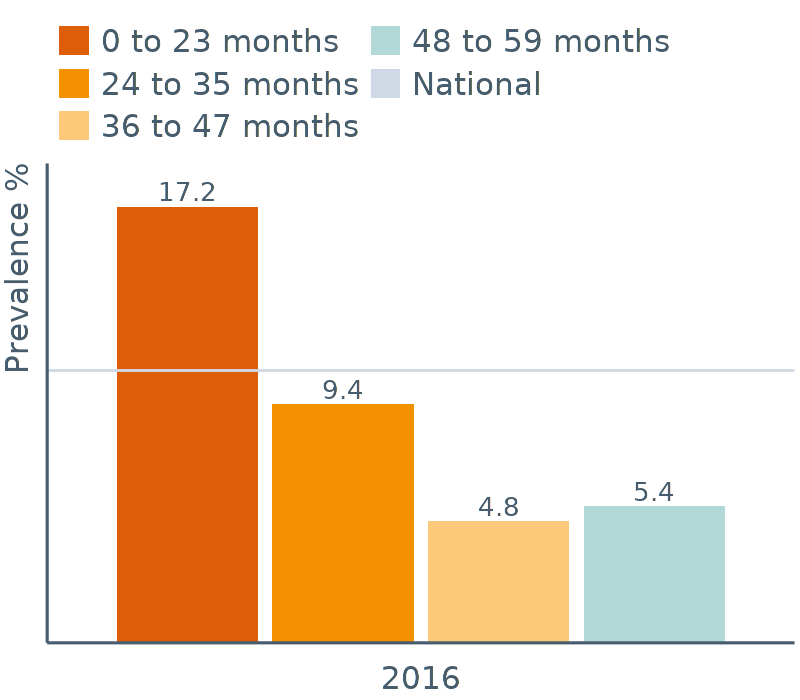 0 to 23 months
24 to 35 months
36 to 47 months
48 to 59 months
National
Prevalence %
17.2
9.4
4.8
5.4
2016